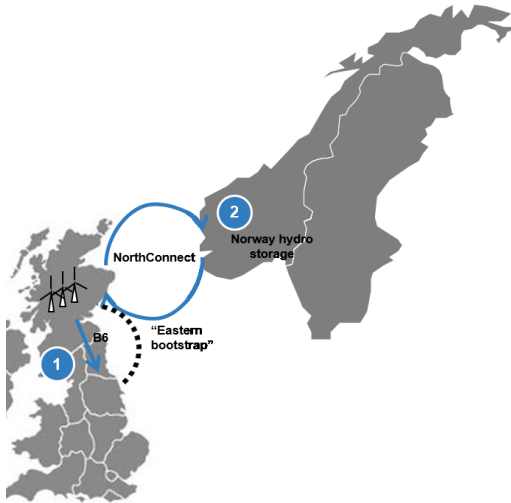 2
Norway hydro
storage
NorthConnect
"Eastern
bootstrap"
B6
1